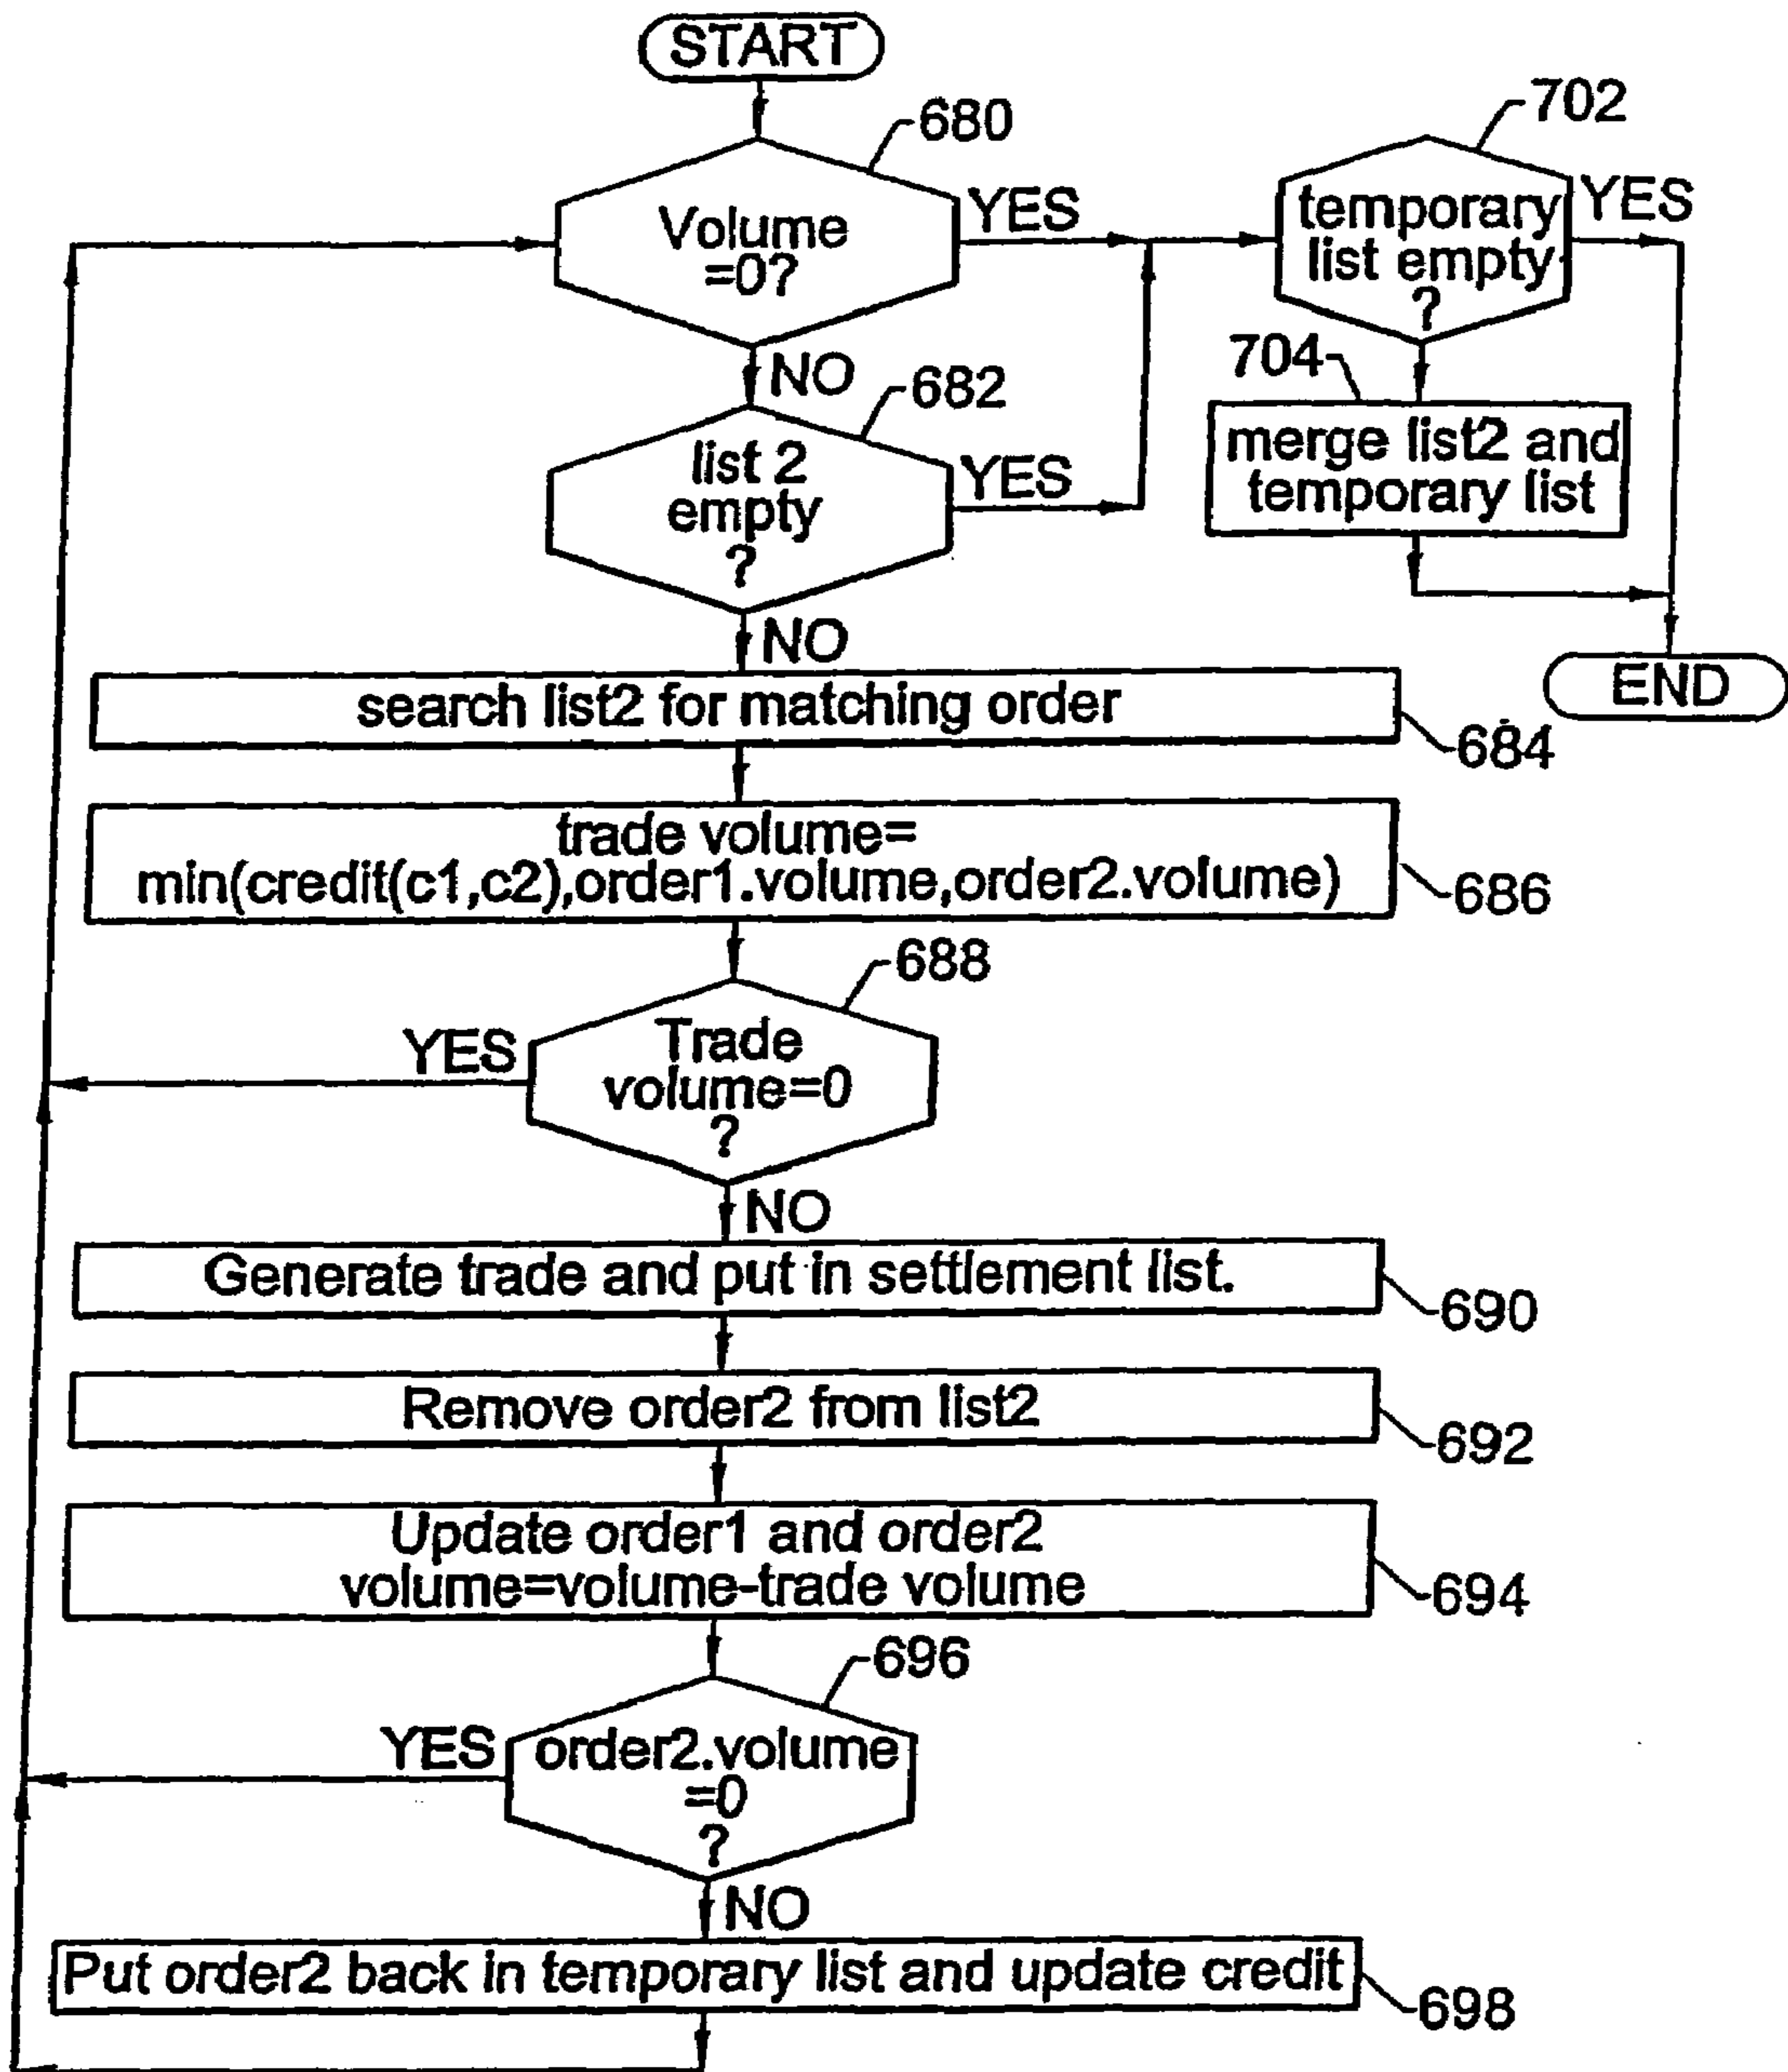 START
680
Volume
=0?
YES
702
temporary
list empty
?
YES
NO
682
list 2
empty
?
YES
704
merge list2 and
temporary list
NO
END
search list2 for matching order
684
trade volume=
min(credit(c1,c2),order1.volume,order2.volume)
686
688
YES
Trade
volume=0
?
NO
Generate trade and put in settlement list.
690
Remove order2 from list2
692
Update order1 and order2
volume=volume-trade volume
694
696
YES
order2.volume
=0
?
NO
Put order2 back in temporary list and update credit
698